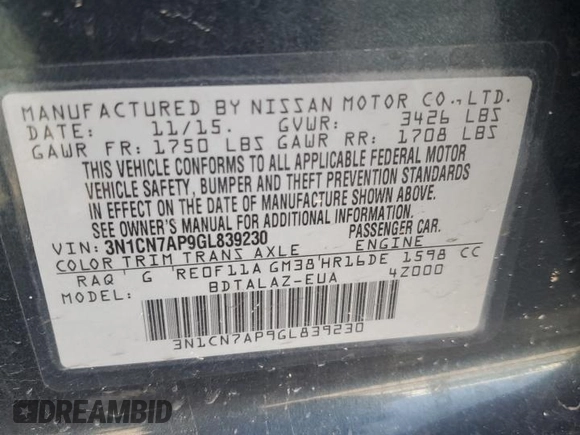 MANUFACTURED BY NISSAN MOTOR CO., LTD.
DATE: 11/15. GVWR: 3426 LBS
GAWR FR: 1750 LBS GAWR RR: 1708 LBS
THIS VEHICLE CONFORMS TO ALL APPLICABLE FEDERAL MOTOR
VEHICLE SAFETY, BUMPER AND THEFT PREVENTION STANDARDS
IN EFFECT ON THE DATE OF MANUFACTURE SHOWN ABOVE.
SEE OWNER'S MANUAL FOR ADDITIONAL INFORMATION.
VIN: 3N1CN7AP9GL839230 PASSENGER CAR.
COLOR TRIM TRANS AXLE ENGINE
RAQ G RE0F11A GM38 HR16DE 1598 CC
MODEL: BDTALAZ-EUA 4Z000
3N1CN7AP9GL839230
DREAMBID